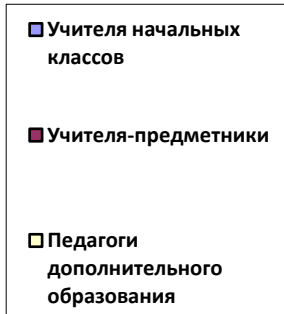 Учителя начальных
классов
Учителя-предметники
Педагоги
дополнительного
образования